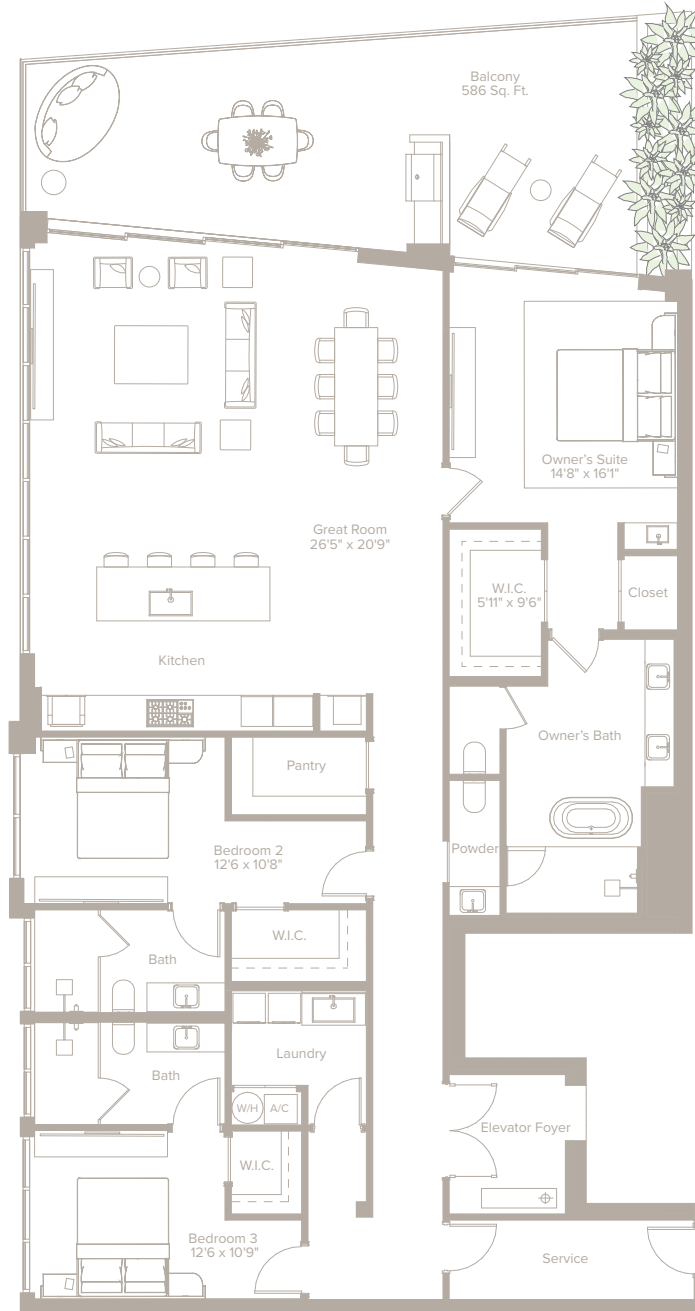 Balcony
586 Sq. Ft.
Owner's Suite
14'8" x 16'1"
Great Room
26'5" x 20'9"
W.I.C.
5'11" x 9'6"
Closet
Kitchen
Owner's Bath
Pantry
Bedroom 2
12'6 x 10'8"
Powder
W.I.C.
Bath
Laundry
Bath
W/H
A/C
Elevator Foyer
W.I.C.
Bedroom 3
12'6 x 10'9"
Service